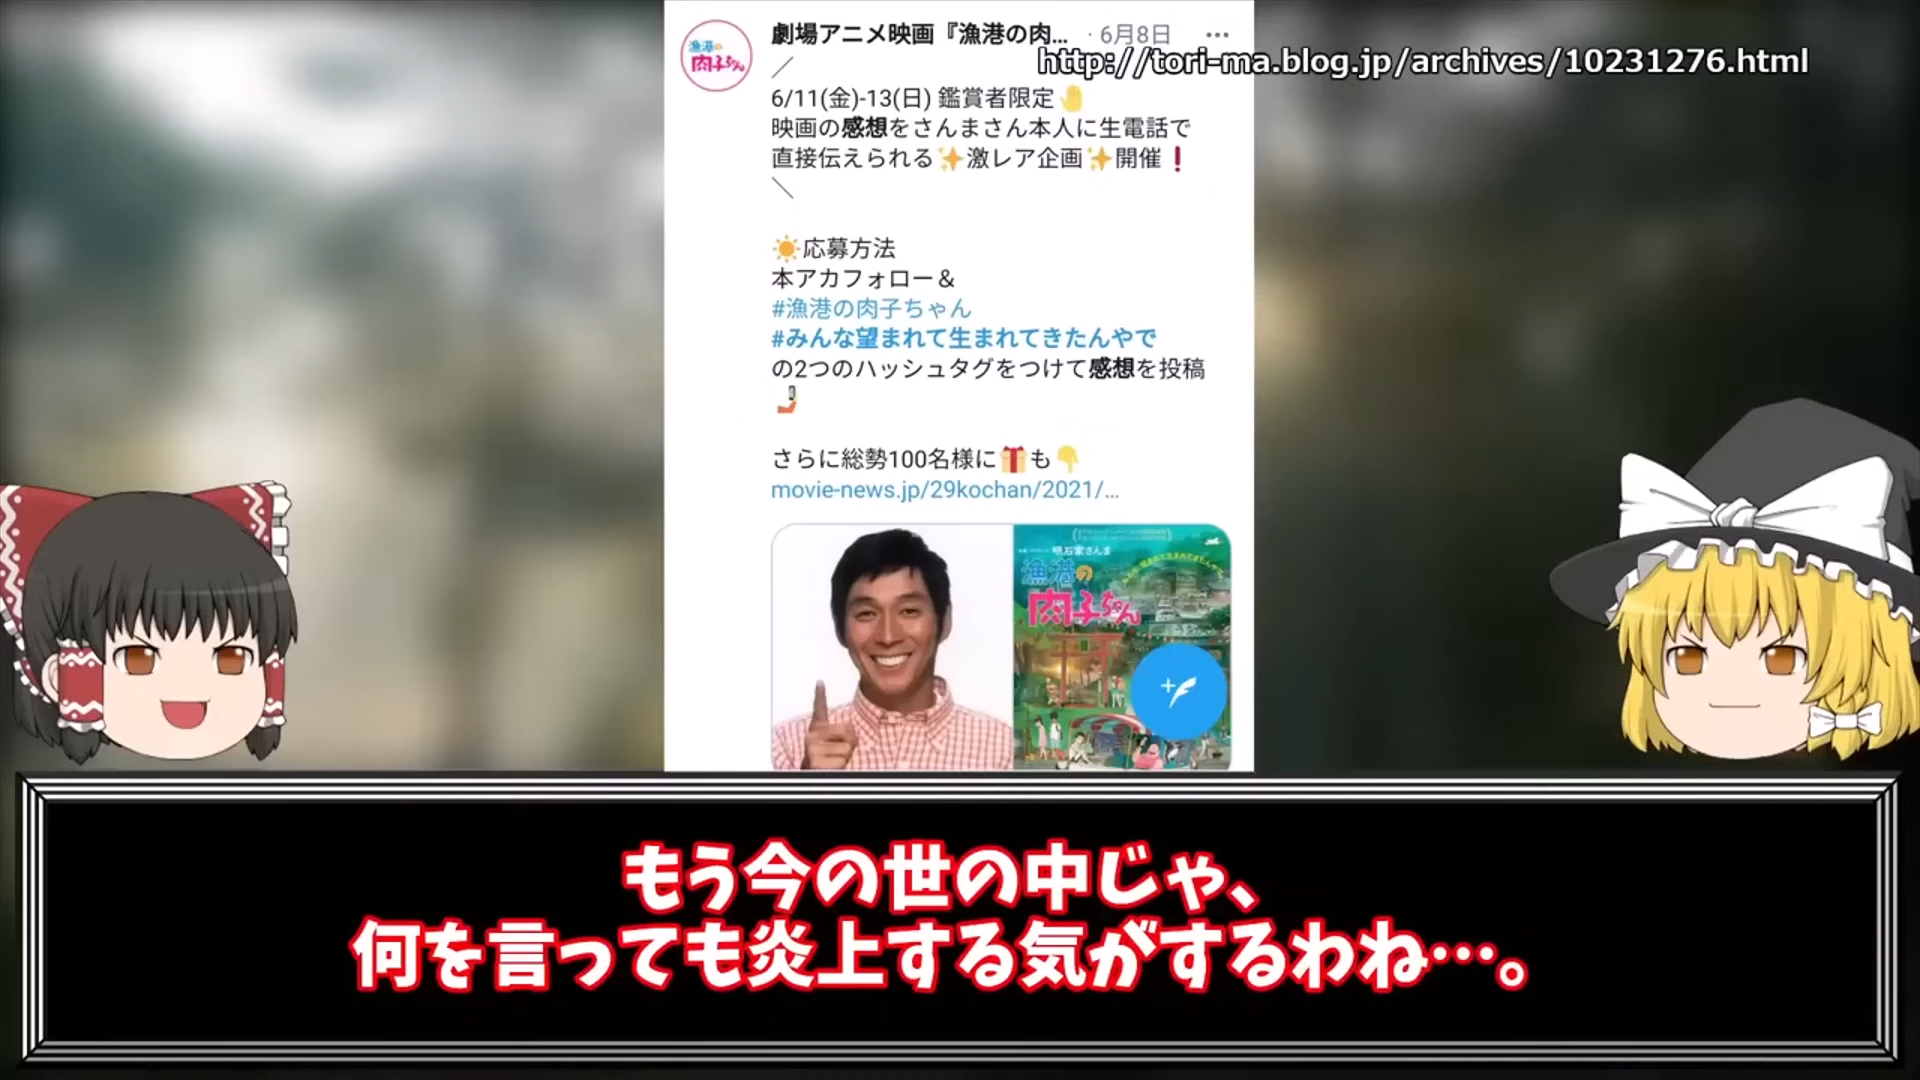 劇場アニメ映画『漁港の肉… · 6月8日
http://tori-ma.blog.jp/archives/10231276.html
漁港の
肉子ちゃん
／
6/11(金)-13(日) 鑑賞者限定🤚
映画の感想をさんまさん本人に生電話で
直接伝えられる✨激レア企画✨開催❗
＼
☀️応募方法
本アカフォロー＆
#漁港の肉子ちゃん
#みんな望まれて生まれてきたんやで
の2つのハッシュタグをつけて感想を投稿
🤳
さらに総勢100名様に🎁も👇
movie-news.jp/29kochan/2021/…
明石家さんま
漁港の
肉子ちゃん
もう今の世の中じゃ、
何を言っても炎上する気がするわね…。